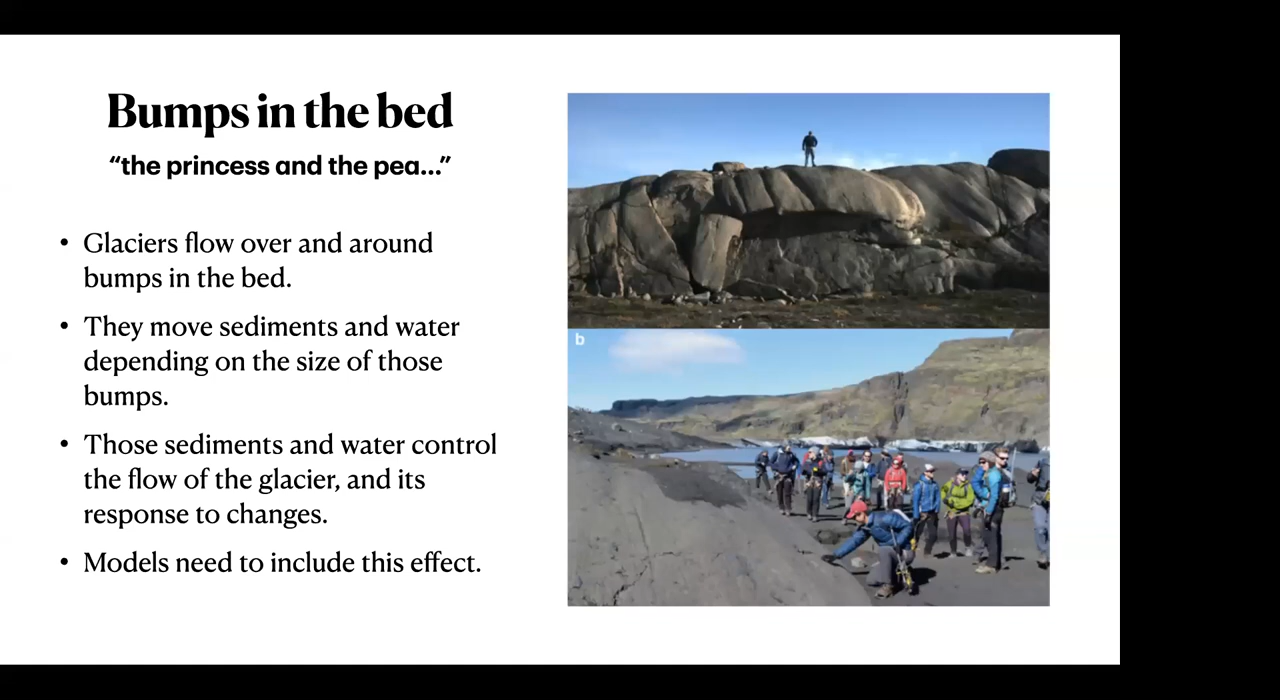 Bumps in the bed
“the princess and the pea...”
• Glaciers flow over and around
bumps in the bed.
• They move sediments and water
depending on the size of those
bumps.
• Those sediments and water control
the flow of the glacier, and its
response to changes.
• Models need to include this effect.
b